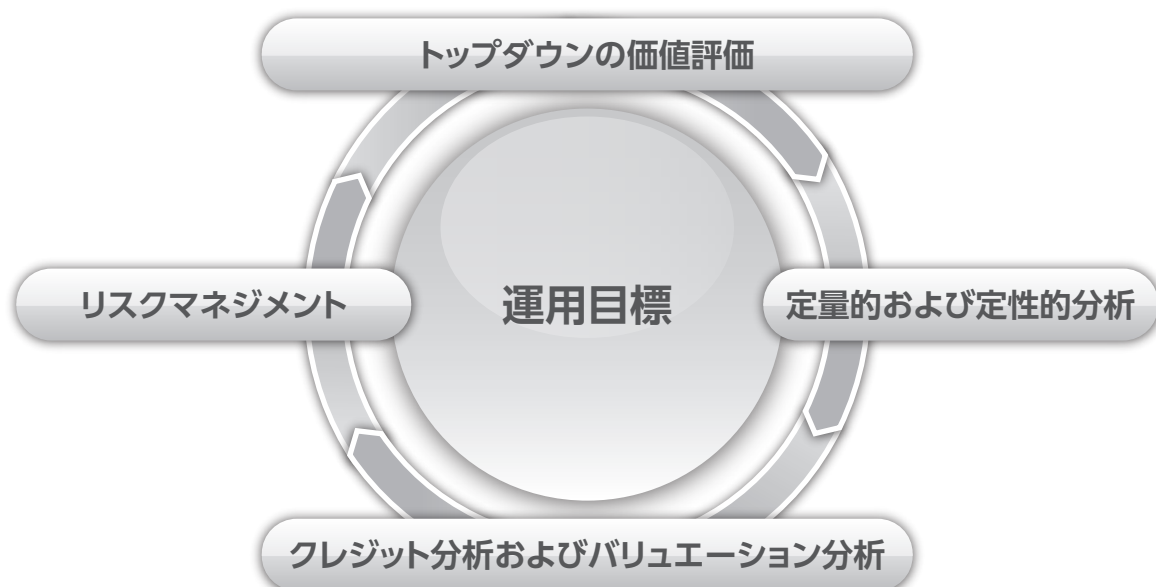 トップダウンの価値評価
リスクマネジメント
運用目標
定量的および定性的分析
クレジット分析およびバリュエーション分析